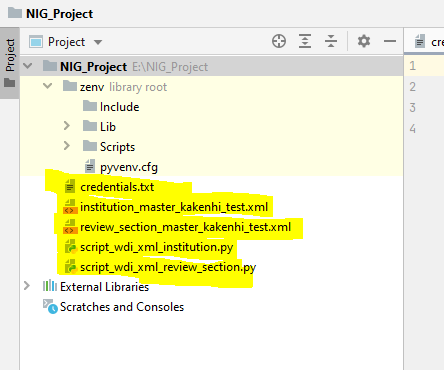 NIG_Project
Project
Project
cre
NIG_Project E:\NIG_Project
1
zenv library root
2
Include
3
Lib
4
Scripts
pyvenv.cfg
credentials.txt
institution_master_kakenhi_test.xml
review_section_master_kakenhi_test.xml
script_wdi_xml_institution.py
script_wdi_xml_review_section.py
External Libraries
Scratches and Consoles